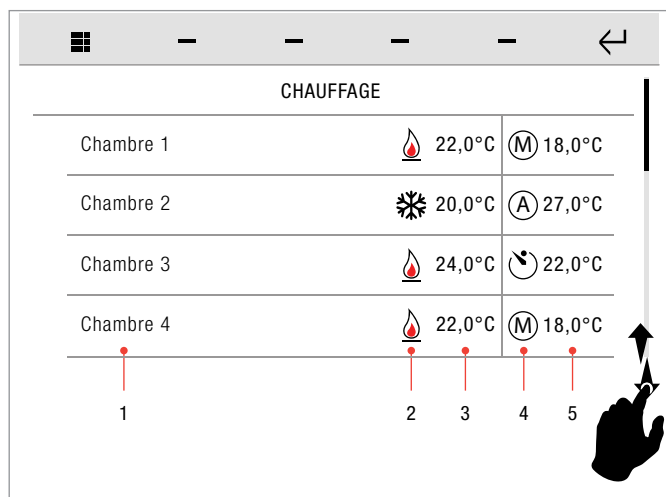 CHAUFFAGE
Chambre 1 22,0°C M 18,0°C
Chambre 2 20,0°C A 27,0°C
Chambre 3 24,0°C 22,0°C
Chambre 4 22,0°C M 18,0°C
1 2 3 4 5